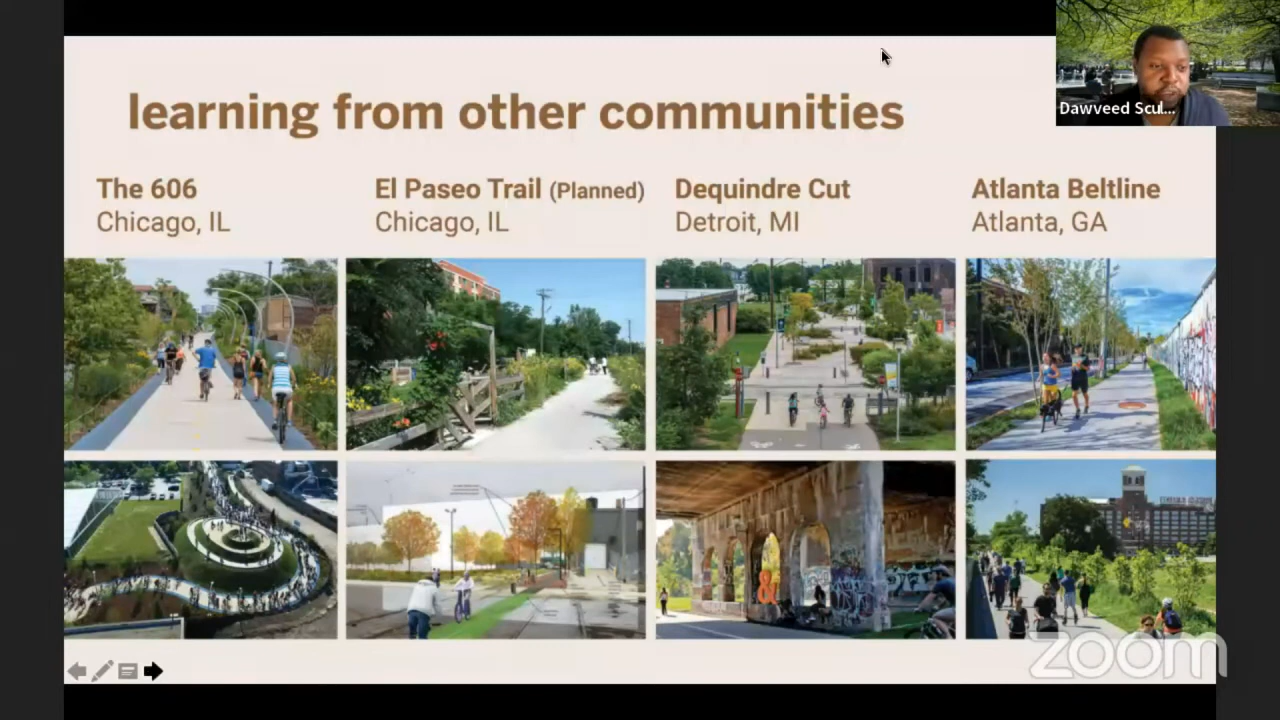 learning from other communities
Dawveed Scul...
The 606
Chicago, IL
El Paseo Trail (Planned)
Chicago, IL
Dequindre Cut
Detroit, MI
Atlanta Beltline
Atlanta, GA
&
zoom